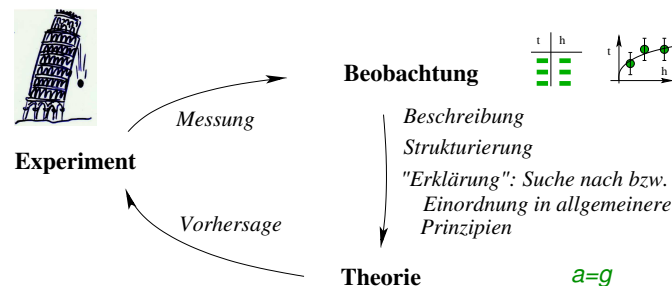 t h
t
h
Beobachtung
Messung
Beschreibung
Strukturierung
Experiment
"Erklärung": Suche nach bzw.
Einordnung in allgemeinere
Prinzipien
Vorhersage
Theorie
a=g